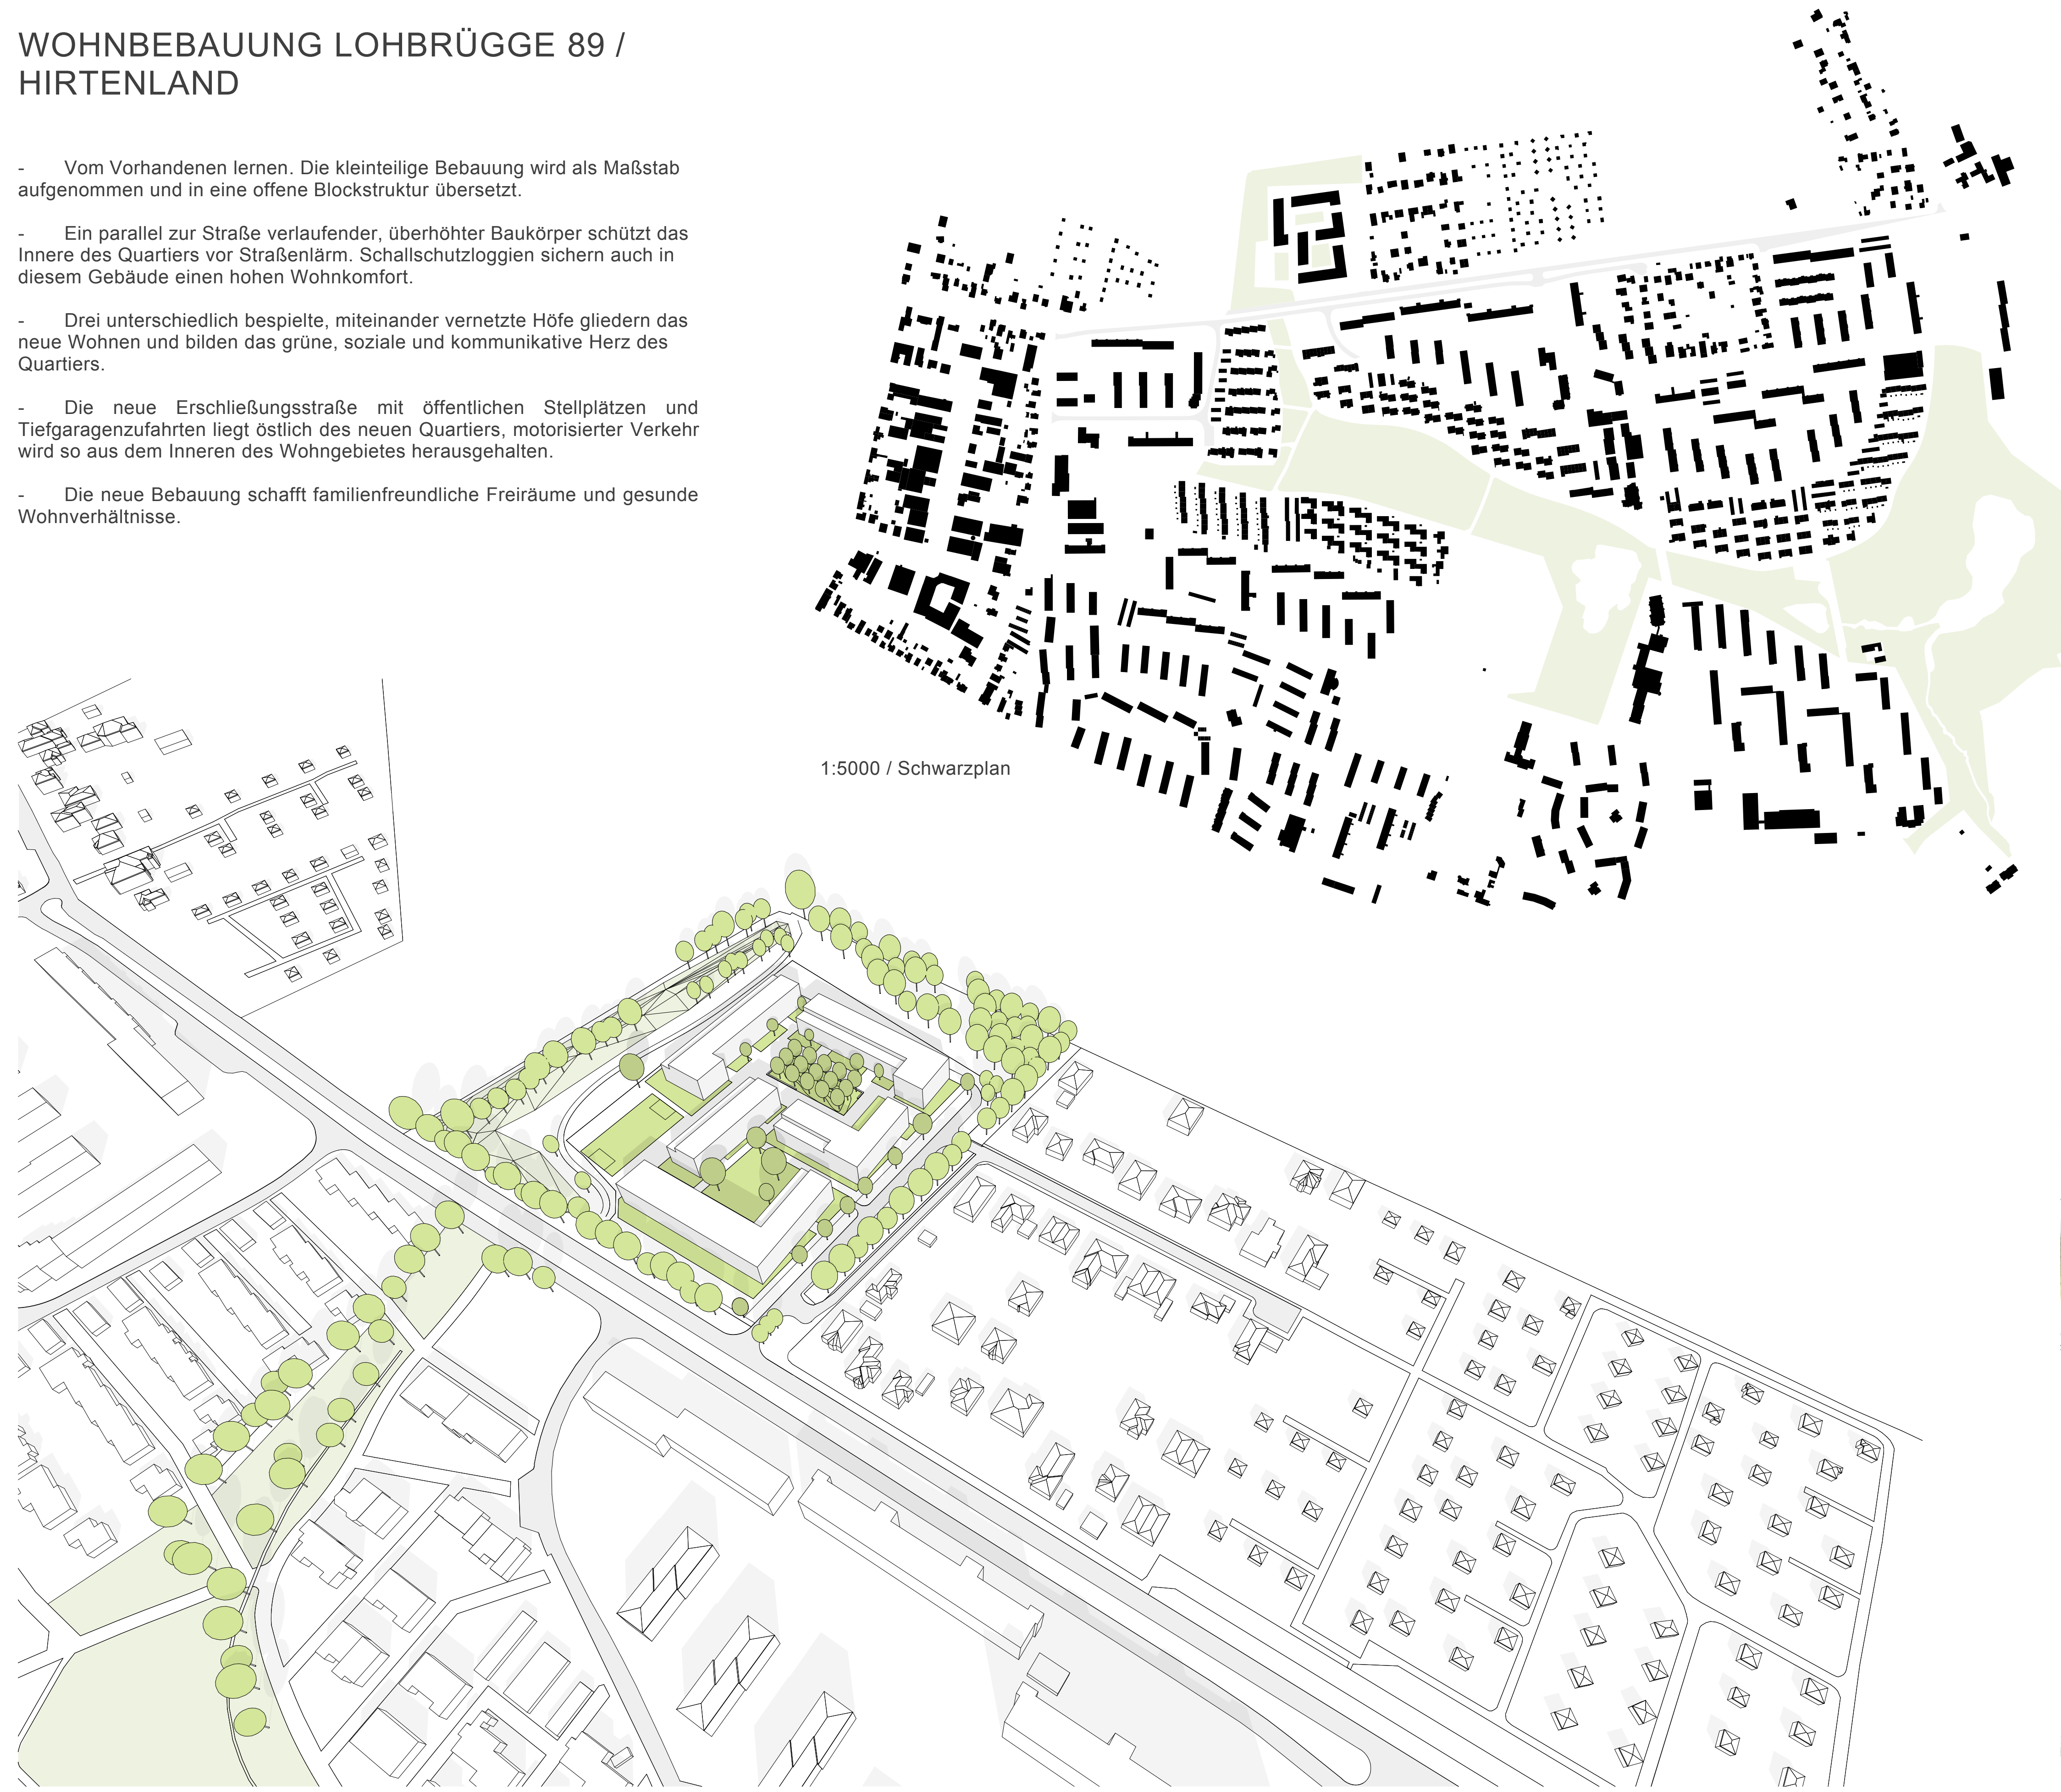 WOHNBEBAUUNG LOHBRÜGGE 89 /
HIRTENLAND
- Vom Vorhandenen lernen. Die kleinteilige Bebauung wird als Maßstab
aufgenommen und in eine offene Blockstruktur übersetzt.
- Ein parallel zur Straße verlaufender, überhöhter Baukörper schützt das
Innere des Quartiers vor Straßenlärm. Schallschutzloggien sichern auch in
diesem Gebäude einen hohen Wohnkomfort.
- Drei unterschiedlich bespielte, miteinander vernetzte Höfe gliedern das
neue Wohnen und bilden das grüne, soziale und kommunikative Herz des
Quartiers.
- Die neue Erschließungsstraße mit öffentlichen Stellplätzen und
Tiefgaragenzufahrten liegt östlich des neuen Quartiers, motorisierter Verkehr
wird so aus dem Inneren des Wohngebietes herausgehalten.
- Die neue Bebauung schafft familienfreundliche Freiräume und gesunde
Wohnverhältnisse.
1:5000 / Schwarzplan